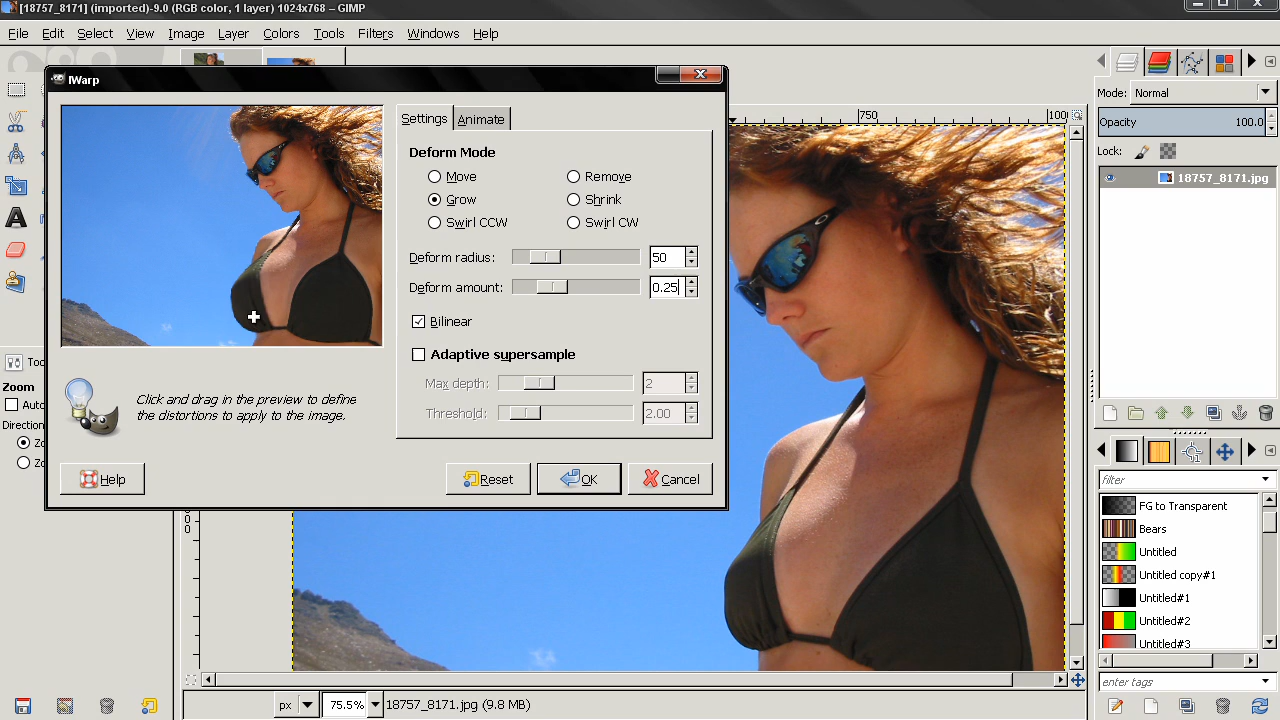 [18757_8171] (imported)-9.0 (RGB color, 1 layer) 1024x768 – GIMP
File Edit Select View Image Layer Colors Tools Filters Windows Help
IWarp
Settings Animate
Deform Mode
Move Remove
Grow Shrink
Swirl CCW Swirl CW
Deform radius: 50
Deform amount: 0.25
Bilinear
Adaptive supersample
Max depth: 2
Threshold: 2.00
Click and drag in the preview to define
the distortions to apply to the image.
Help Reset OK Cancel
Zoom
Direction
750 100
Mode: Normal
Opacity 100.0
Lock:
18757_8171.jpg
filter
FG to Transparent
Bears
Untitled
Untitled copy#1
Untitled#1
Untitled#2
Untitled#3
enter tags
px 75.5% 18757_8171.jpg (9.8 MB)